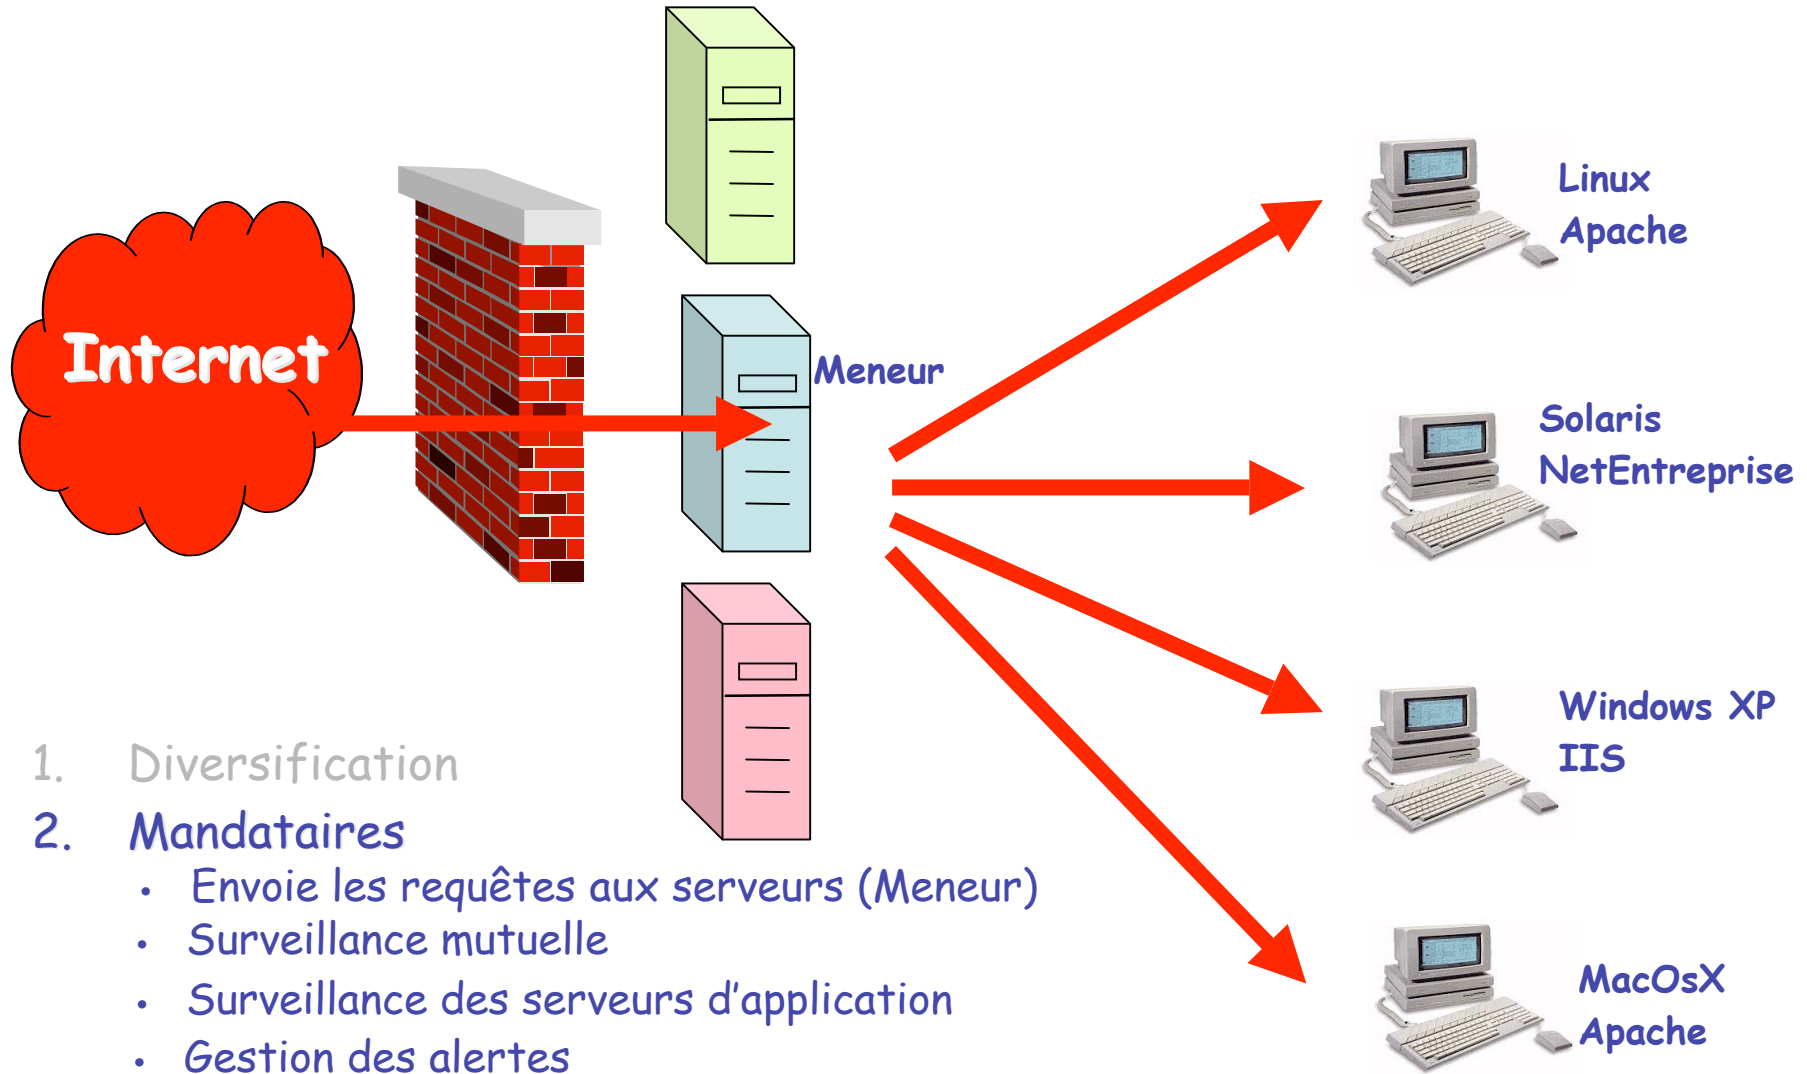 Internet
Meneur
Linux
Apache
Solaris
NetEntreprise
Windows XP
IIS
MacOsX
Apache
1. Diversification
2. Mandataires
• Envoie les requêtes aux serveurs (Meneur)
• Surveillance mutuelle
• Surveillance des serveurs d’application
• Gestion des alertes